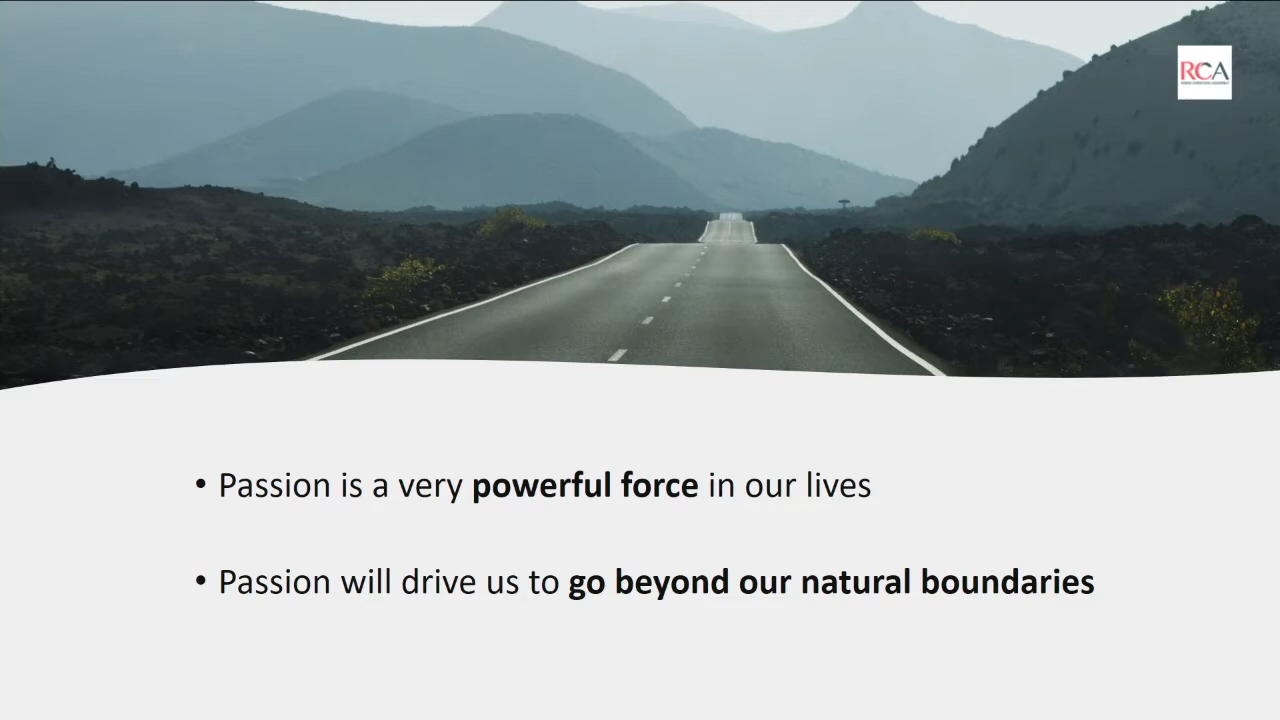 RCA
• Passion is a very powerful force in our lives
• Passion will drive us to go beyond our natural boundaries